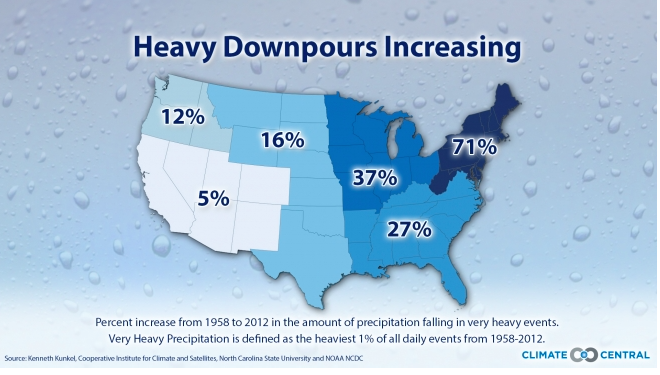 Heavy Downpours Increasing
12%
16%
71%
37%
5%
27%
Percent increase from 1958 to 2012 in the amount of precipitation falling in very heavy events.
Very Heavy Precipitation is defined as the heaviest 1% of all daily events from 1958-2012.
Source: Kenneth Kunkel, Cooperative Institute for Climate and Satellites, North Carolina State University and NOAA NCDC
CLIMATE CENTRAL